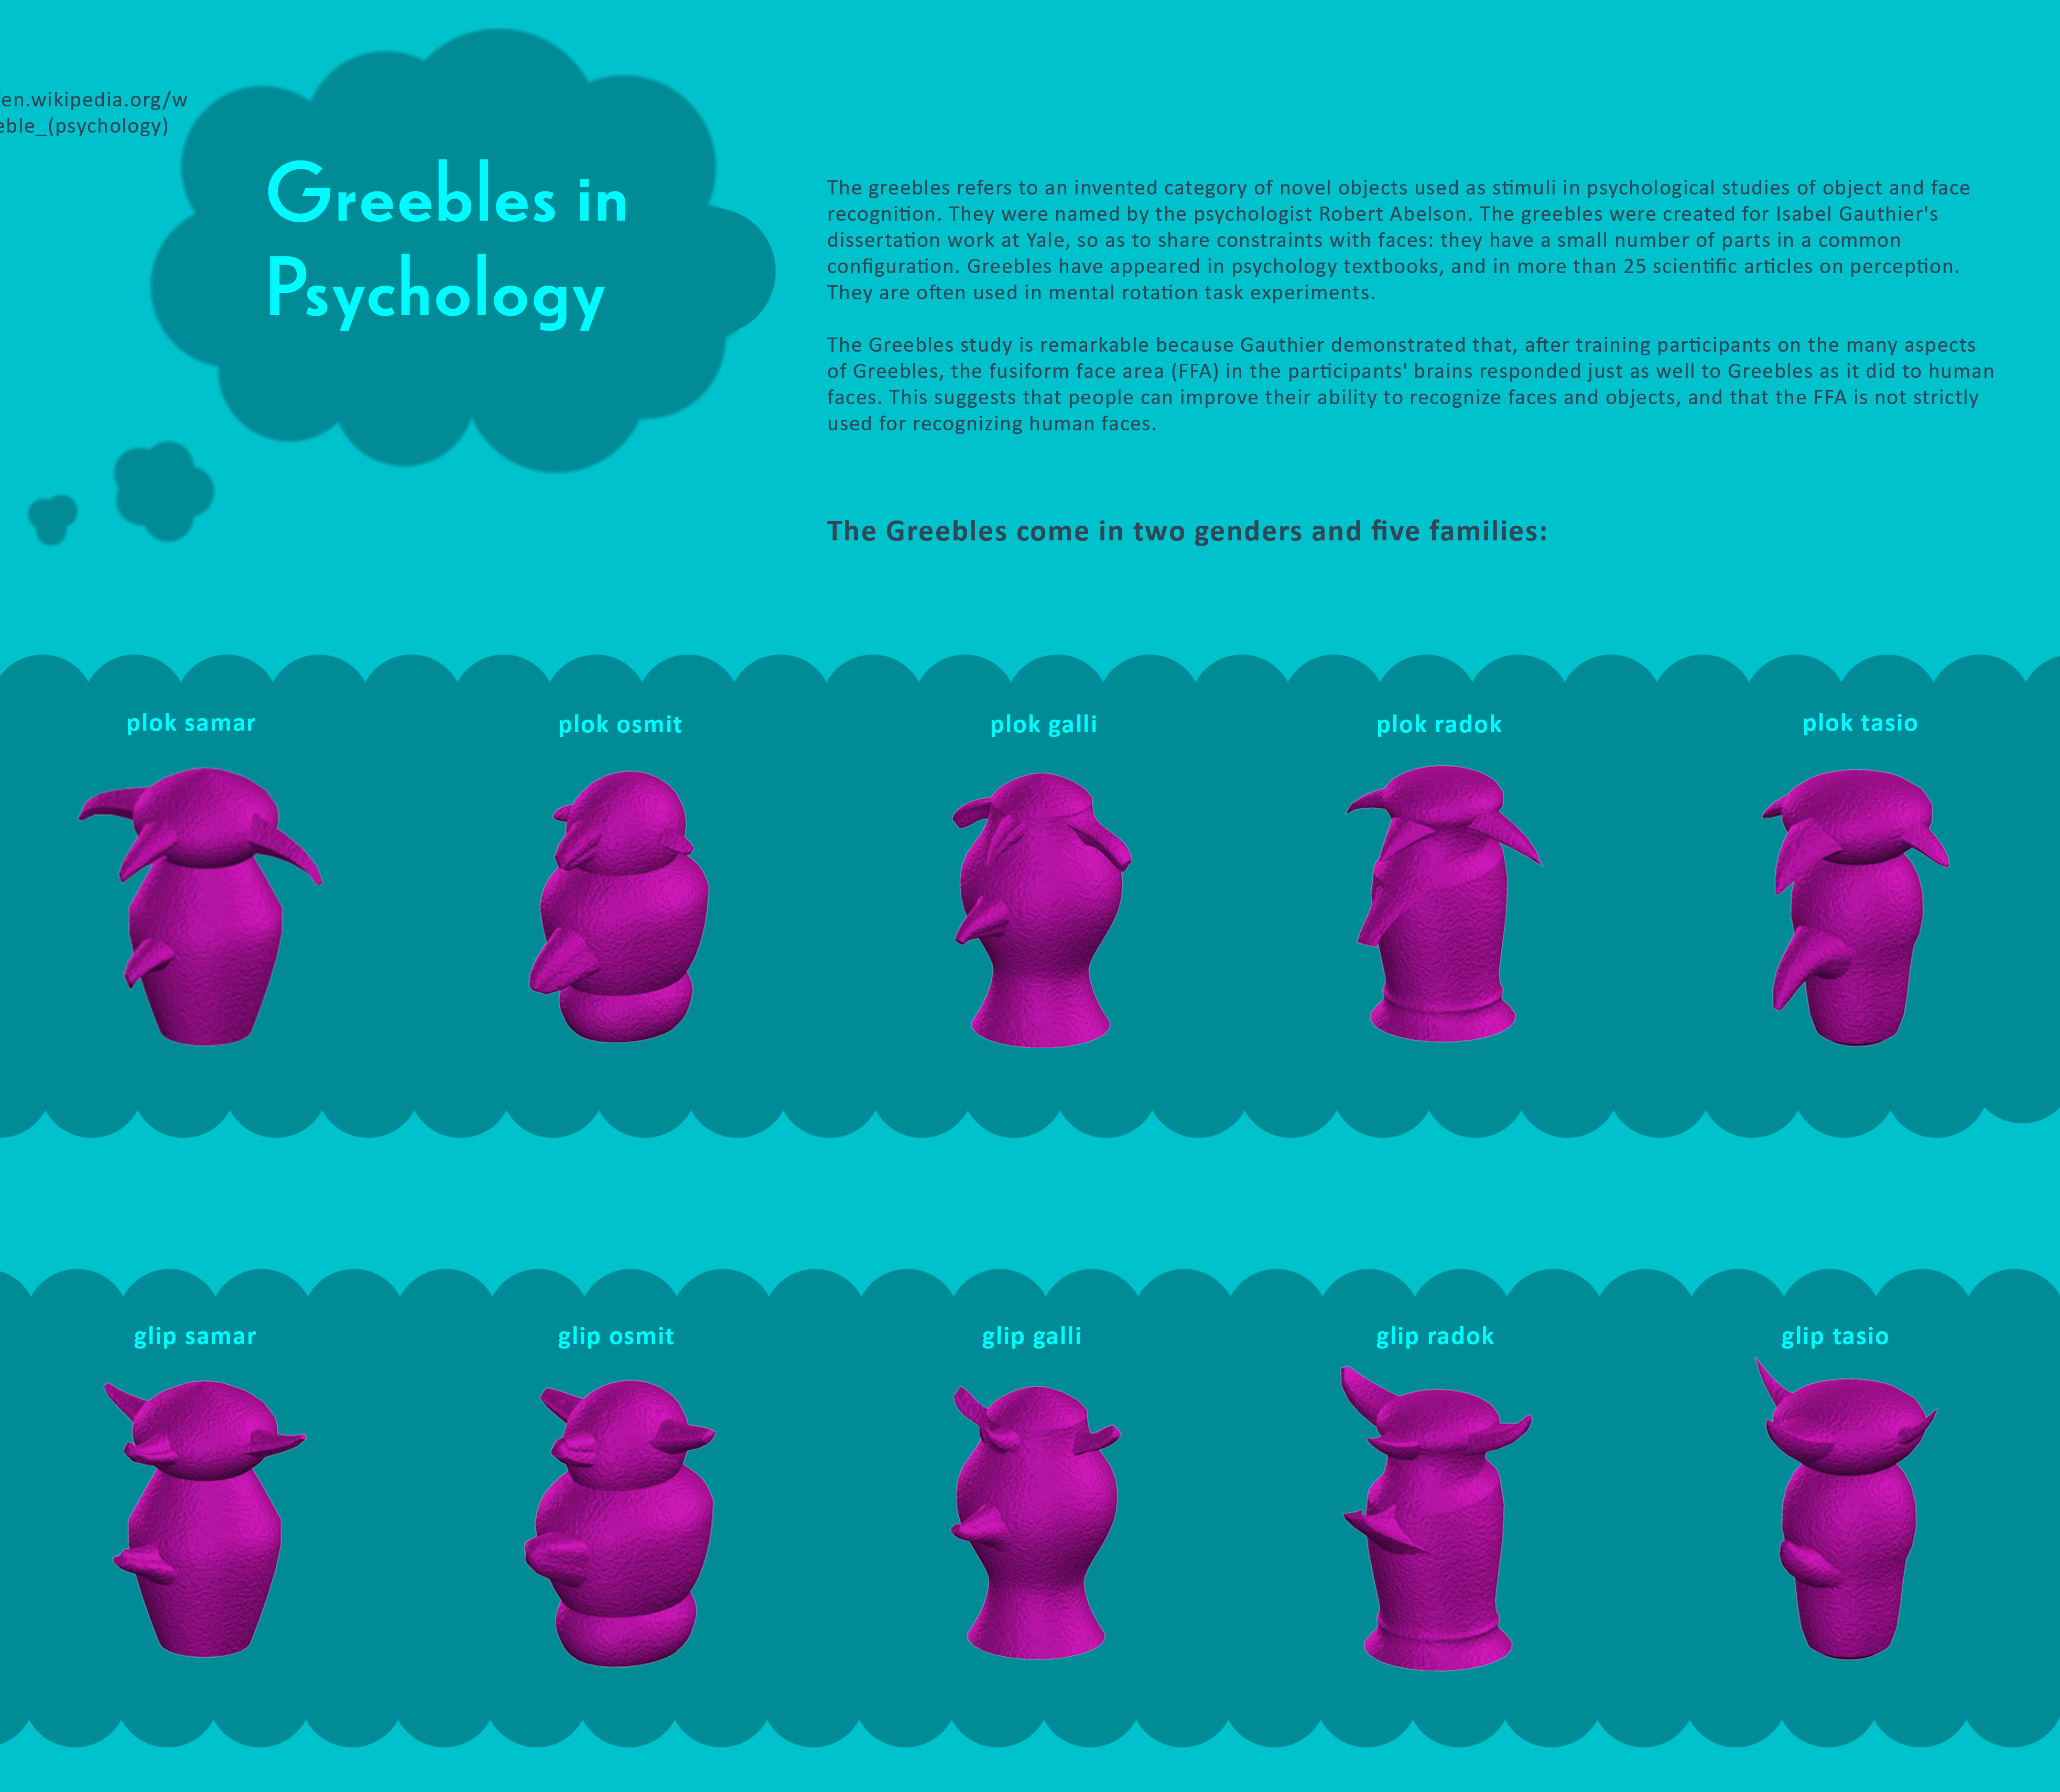 en.wikipedia.org/w
eble_(psychology)
Greebles in
Psychology
The greebles refers to an invented category of novel objects used as stimuli in psychological studies of object and face
recognition. They were named by the psychologist Robert Abelson. The greebles were created for Isabel Gauthier's
dissertation work at Yale, so as to share constraints with faces: they have a small number of parts in a common
configuration. Greebles have appeared in psychology textbooks, and in more than 25 scientific articles on perception.
They are often used in mental rotation task experiments.
The Greebles study is remarkable because Gauthier demonstrated that, after training participants on the many aspects
of Greebles, the fusiform face area (FFA) in the participants' brains responded just as well to Greebles as it did to human
faces. This suggests that people can improve their ability to recognize faces and objects, and that the FFA is not strictly
used for recognizing human faces.
The Greebles come in two genders and five families:
plok samar
plok osmit
plok galli
plok radok
plok tasio
glip samar
glip osmit
glip galli
glip radok
glip tasio